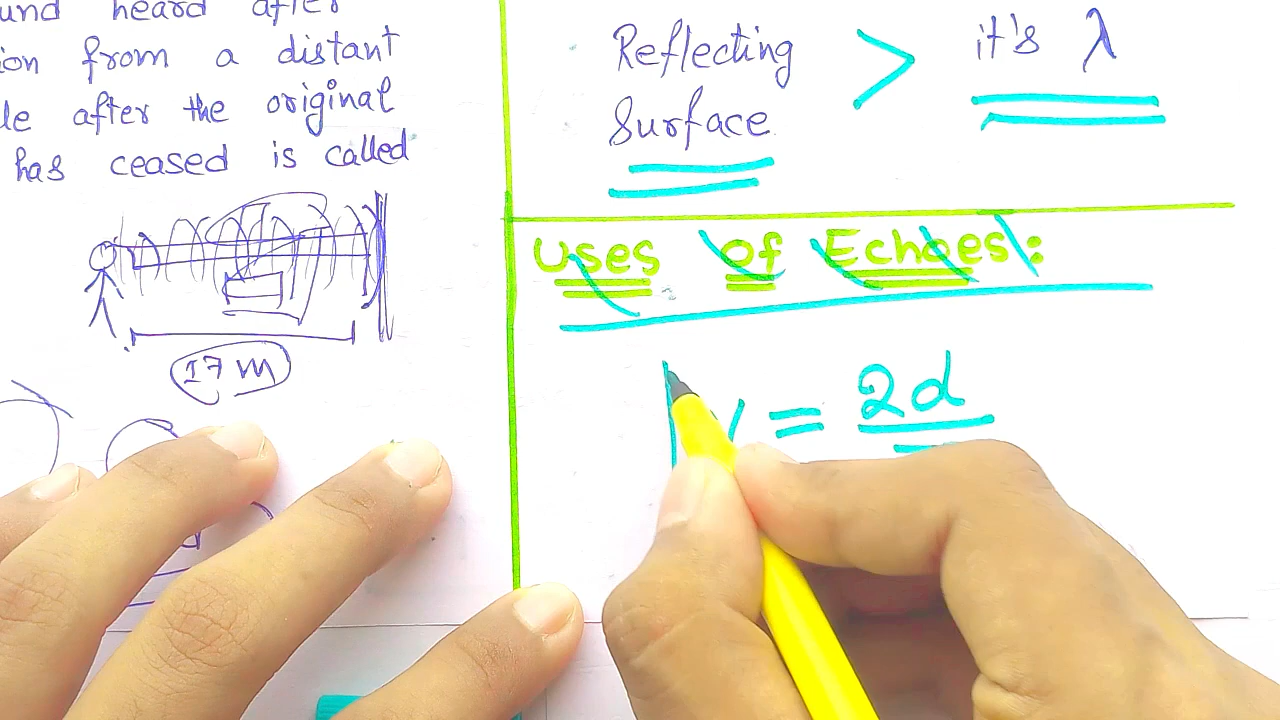 und heard after
ion from a distant
le after the original
has ceased is called
17 m
Reflecting > it's λ
Surface
Uses Of Echoes:
v = 2d